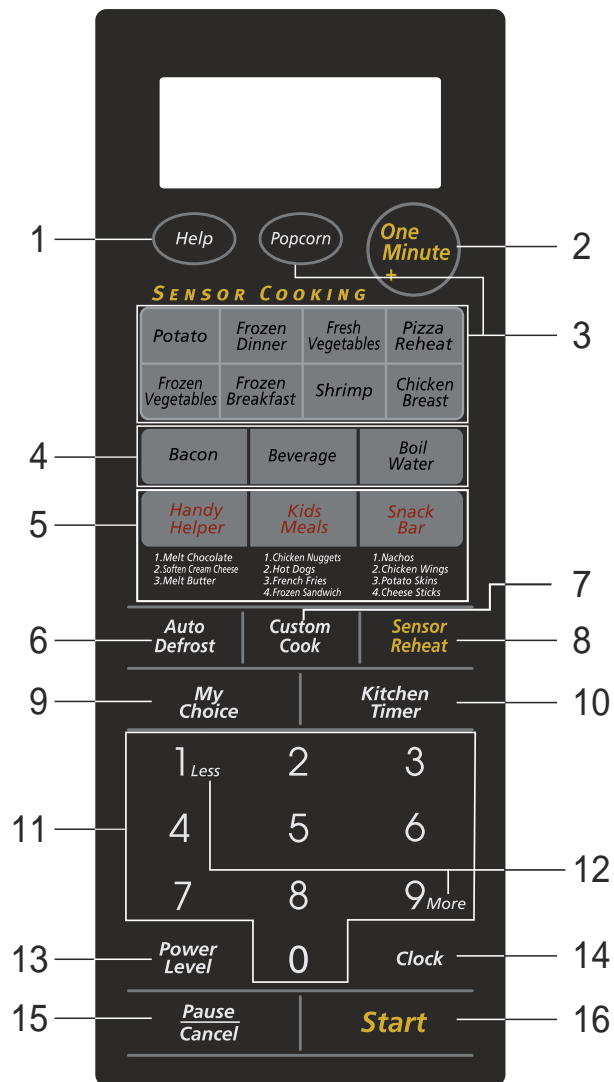 1
Help
Popcorn
One
Minute
+
2
SENSOR COOKING
Potato
Frozen
Dinner
Fresh
Vegetables
Pizza
Reheat
3
Frozen
Vegetables
Frozen
Breakfast
Shrimp
Chicken
Breast
4
Bacon
Beverage
Boil
Water
5
Handy
Helper
Kids
Meals
Snack
Bar
1.Melt Chocolate
2.Soften Cream Cheese
3.Melt Butter
1.Chicken Nuggets
2.Hot Dogs
3.French Fries
4.Frozen Sandwich
1.Nachos
2.Chicken Wings
3.Potato Skins
4.Cheese Sticks
7
6
Auto
Defrost
Custom
Cook
Sensor
Reheat
8
9
My
Choice
Kitchen
Timer
10
1 Less
2
3
11
4
5
6
12
7
8
9 More
13
Power
Level
0
Clock
14
15
Pause
Cancel
Start
16